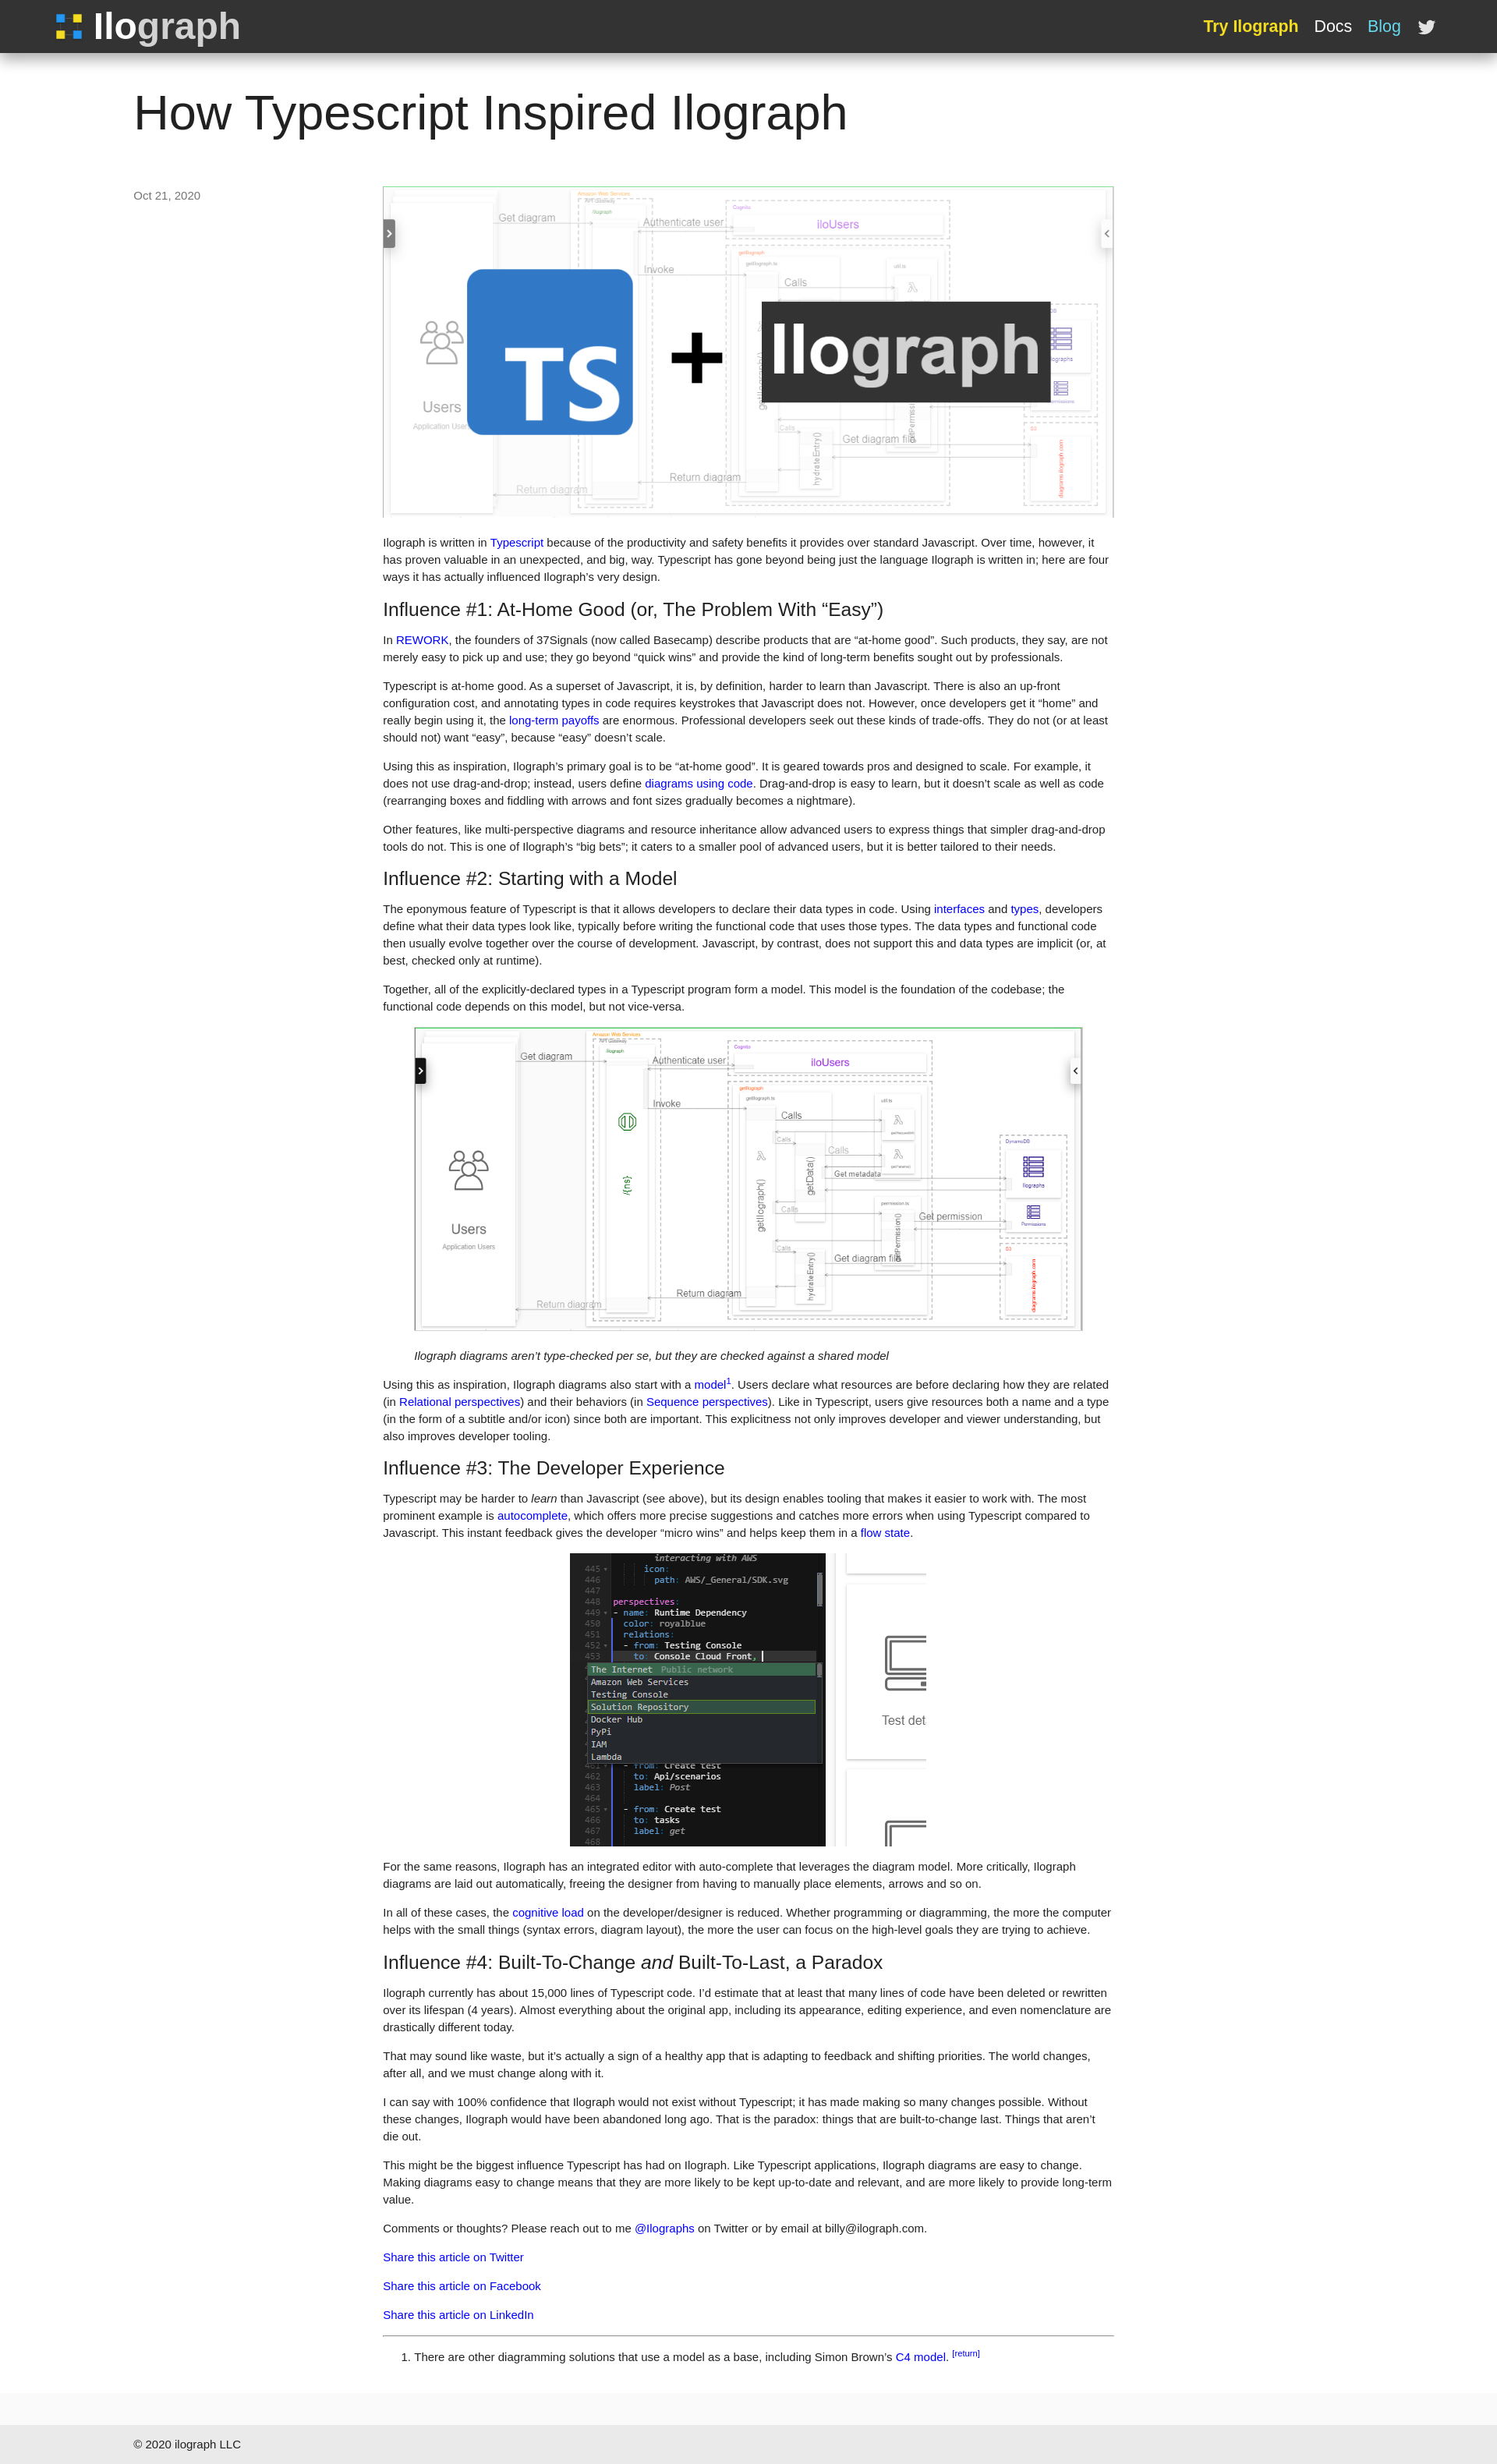 Ilograph
Try Ilograph Docs Blog
How Typescript Inspired Ilograph
Oct 21, 2020
Amazon Web Services
API Gateway
Ilograph
Get diagram
Authenticate user
Cognito
iloUsers
getIlograph
getIlograph.ts
util.ts
Invoke
Calls
TS
+
Ilograph
Users
Application Users
Calls
hydrateEntry()
Get diagram file
S3
diagrams.ilograph.com
Return diagram
Return diagram
Ilograph is written in Typescript because of the productivity and safety benefits it provides over standard Javascript. Over time, however, it
has proven valuable in an unexpected, and big, way. Typescript has gone beyond being just the language Ilograph is written in; here are four
ways it has actually influenced Ilograph’s very design.
Influence #1: At-Home Good (or, The Problem With “Easy”)
In REWORK, the founders of 37Signals (now called Basecamp) describe products that are “at-home good”. Such products, they say, are not
merely easy to pick up and use; they go beyond “quick wins” and provide the kind of long-term benefits sought out by professionals.
Typescript is at-home good. As a superset of Javascript, it is, by definition, harder to learn than Javascript. There is also an up-front
configuration cost, and annotating types in code requires keystrokes that Javascript does not. However, once developers get it “home” and
really begin using it, the long-term payoffs are enormous. Professional developers seek out these kinds of trade-offs. They do not (or at least
should not) want “easy”, because “easy” doesn’t scale.
Using this as inspiration, Ilograph’s primary goal is to be “at-home good”. It is geared towards pros and designed to scale. For example, it
does not use drag-and-drop; instead, users define diagrams using code. Drag-and-drop is easy to learn, but it doesn’t scale as well as code
(rearranging boxes and fiddling with arrows and font sizes gradually becomes a nightmare).
Other features, like multi-perspective diagrams and resource inheritance allow advanced users to express things that simpler drag-and-drop
tools do not. This is one of Ilograph’s “big bets”; it caters to a smaller pool of advanced users, but it is better tailored to their needs.
Influence #2: Starting with a Model
The eponymous feature of Typescript is that it allows developers to declare their data types in code. Using interfaces and types, developers
define what their data types look like, typically before writing the functional code that uses those types. The data types and functional code
then usually evolve together over the course of development. Javascript, by contrast, does not support this and data types are implicit (or, at
best, checked only at runtime).
Together, all of the explicitly-declared types in a Typescript program form a model. This model is the foundation of the codebase; the
functional code depends on this model, but not vice-versa.
Amazon Web Services
API Gateway
Ilograph
Get diagram
Authenticate user
Cognito
iloUsers
getIlograph
getIlograph.ts
util.ts
Invoke
Calls
Calls
Calls
DynamoDB
Get metadata
Ilographs
/{ns}
getIlograph()
getData()
permission.ts
Calls
getPermission()
Get permission
Permissions
Users
Application Users
Calls
hydrateEntry()
Get diagram file
S3
diagrams.ilograph.com
Return diagram
Return diagram
Ilograph diagrams aren’t type-checked per se, but they are checked against a shared model
Using this as inspiration, Ilograph diagrams also start with a model1. Users declare what resources are before declaring how they are related
(in Relational perspectives) and their behaviors (in Sequence perspectives). Like in Typescript, users give resources both a name and a type
(in the form of a subtitle and/or icon) since both are important. This explicitness not only improves developer and viewer understanding, but
also improves developer tooling.
Influence #3: The Developer Experience
Typescript may be harder to learn than Javascript (see above), but its design enables tooling that makes it easier to work with. The most
prominent example is autocomplete, which offers more precise suggestions and catches more errors when using Typescript compared to
Javascript. This instant feedback gives the developer “micro wins” and helps keep them in a flow state.
interacting with AWS
445 icon:
446 path: AWS/_General/SDK.svg
447
448 perspectives:
449 - name: Runtime Dependency
450 color: royalblue
451 relations:
452 - from: Testing Console
453 to: Console Cloud Front,
The Internet Public network
Amazon Web Services
Testing Console
Solution Repository
Docker Hub
PyPi
IAM
Lambda
461 - from: Create test
462 to: Api/scenarios
463 label: Post
464
465 - from: Create test
466 to: tasks
467 label: get
468
Test det
For the same reasons, Ilograph has an integrated editor with auto-complete that leverages the diagram model. More critically, Ilograph
diagrams are laid out automatically, freeing the designer from having to manually place elements, arrows and so on.
In all of these cases, the cognitive load on the developer/designer is reduced. Whether programming or diagramming, the more the computer
helps with the small things (syntax errors, diagram layout), the more the user can focus on the high-level goals they are trying to achieve.
Influence #4: Built-To-Change and Built-To-Last, a Paradox
Ilograph currently has about 15,000 lines of Typescript code. I’d estimate that at least that many lines of code have been deleted or rewritten
over its lifespan (4 years). Almost everything about the original app, including its appearance, editing experience, and even nomenclature are
drastically different today.
That may sound like waste, but it’s actually a sign of a healthy app that is adapting to feedback and shifting priorities. The world changes,
after all, and we must change along with it.
I can say with 100% confidence that Ilograph would not exist without Typescript; it has made making so many changes possible. Without
these changes, Ilograph would have been abandoned long ago. That is the paradox: things that are built-to-change last. Things that aren’t
die out.
This might be the biggest influence Typescript has had on Ilograph. Like Typescript applications, Ilograph diagrams are easy to change.
Making diagrams easy to change means that they are more likely to be kept up-to-date and relevant, and are more likely to provide long-term
value.
Comments or thoughts? Please reach out to me @Ilographs on Twitter or by email at billy@ilograph.com.
Share this article on Twitter
Share this article on Facebook
Share this article on LinkedIn
1. There are other diagramming solutions that use a model as a base, including Simon Brown’s C4 model. [return]
© 2020 ilograph LLC